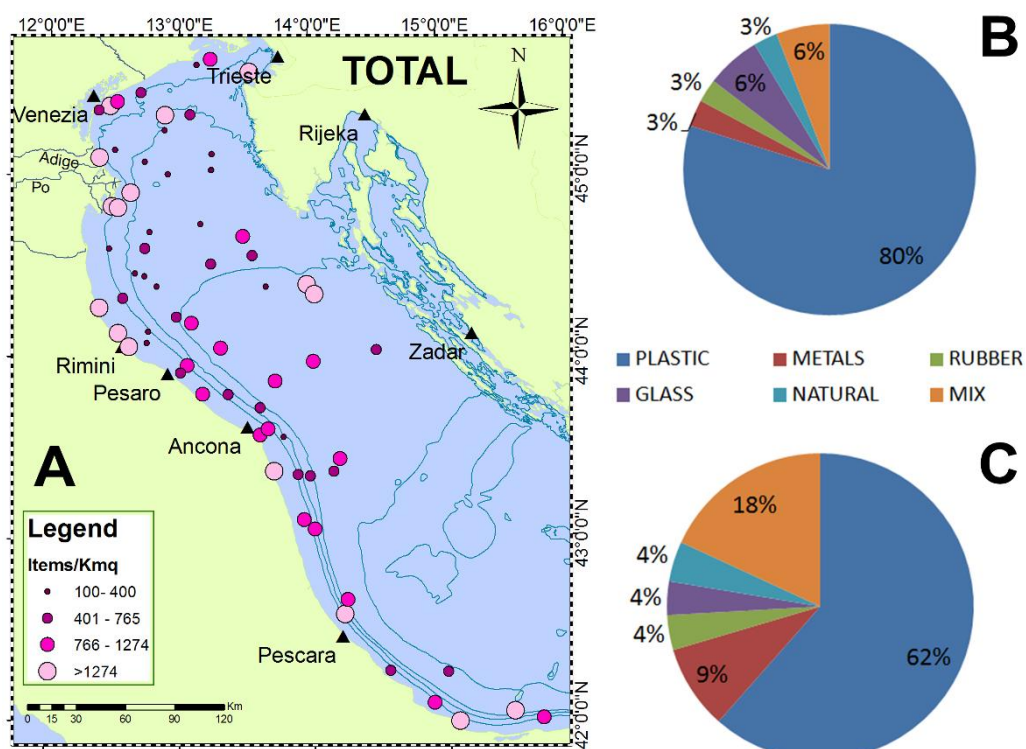 12°0'0"E 13°0'0"E 14°0'0"E 15°0'0"E 16°0'0"E
TOTAL
N
Trieste
Venezia
Rijeka
Adige
Po
45°0'0"N
44°0'0"N
Zadar
Rimini
Pesaro
Ancona
A
43°0'0"N
Pescara
42°0'0"N
Legend
Items/Kmq
100- 400
401 - 765
766 - 1274
>1274
0 15 30 60 90 120
Km
B
3%
6%
6%
3%
3%
80%
PLASTIC METALS RUBBER
GLASS NATURAL MIX
C
18%
4%
4%
4%
9%
62%